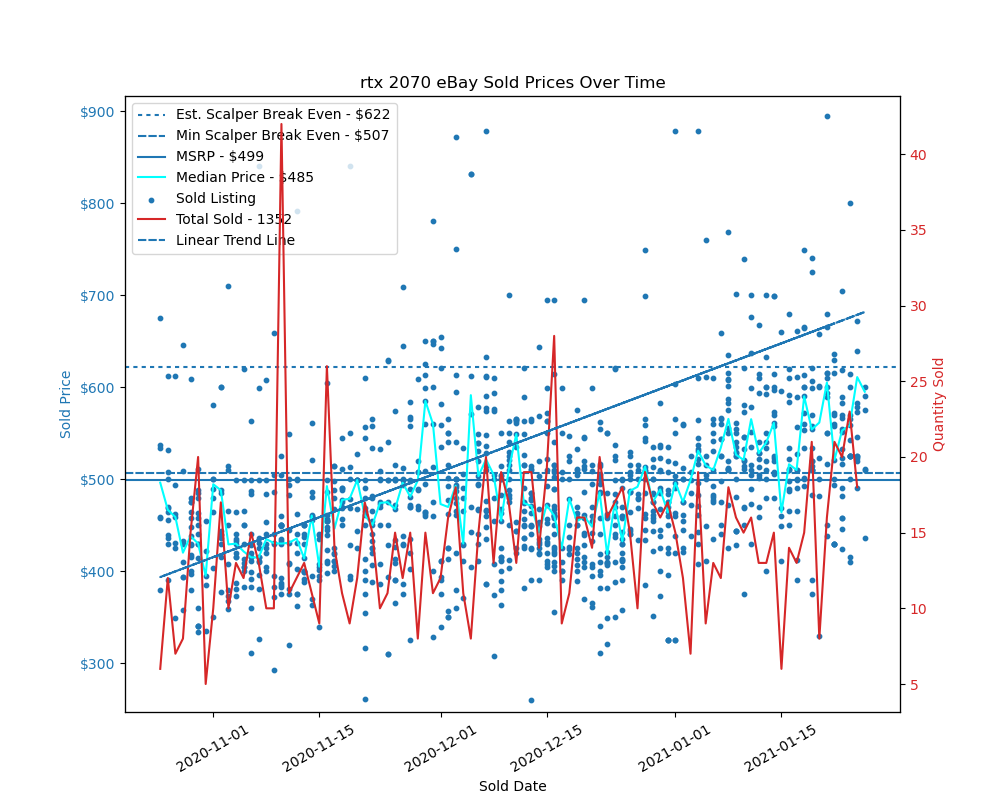 rtx 2070 eBay Sold Prices Over Time
Est. Scalper Break Even - $622
Min Scalper Break Even - $507
MSRP - $499
Median Price - $485
Sold Listing
Total Sold - 1352
Linear Trend Line
$900
$800
$700
$600
$500
$400
$300
Sold Price
40
35
30
25
20
15
10
5
Quantity Sold
2020-11-01
2020-11-15
2020-12-01
2020-12-15
2021-01-01
2021-01-15
Sold Date